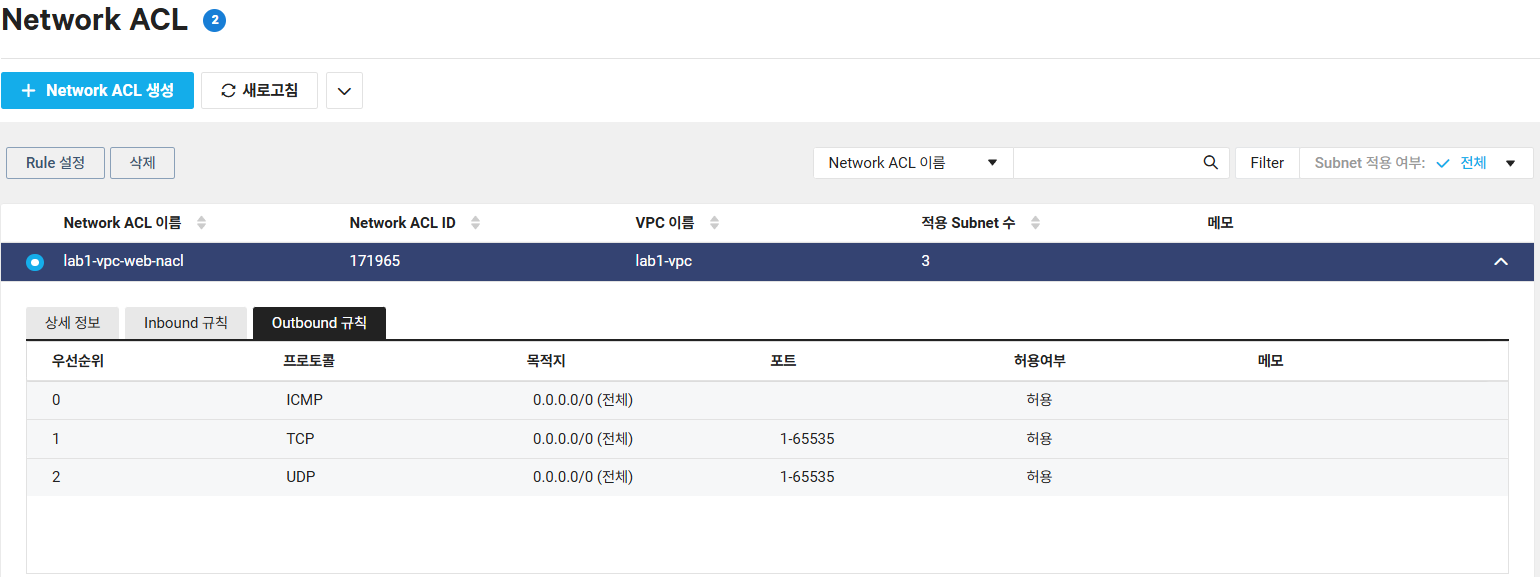 Network ACL 2
+ Network ACL 생성 새로고침
Rule 설정 삭제 Network ACL 이름 Filter Subnet 적용 여부: 전체
Network ACL 이름 Network ACL ID VPC 이름 적용 Subnet 수 메모
lab1-vpc-web-nacl 171965 lab1-vpc 3
상세 정보 Inbound 규칙 Outbound 규칙
우선순위 프로토콜 목적지 포트 허용여부 메모
0 ICMP 0.0.0.0/0 (전체) 허용
1 TCP 0.0.0.0/0 (전체) 1-65535 허용
2 UDP 0.0.0.0/0 (전체) 1-65535 허용